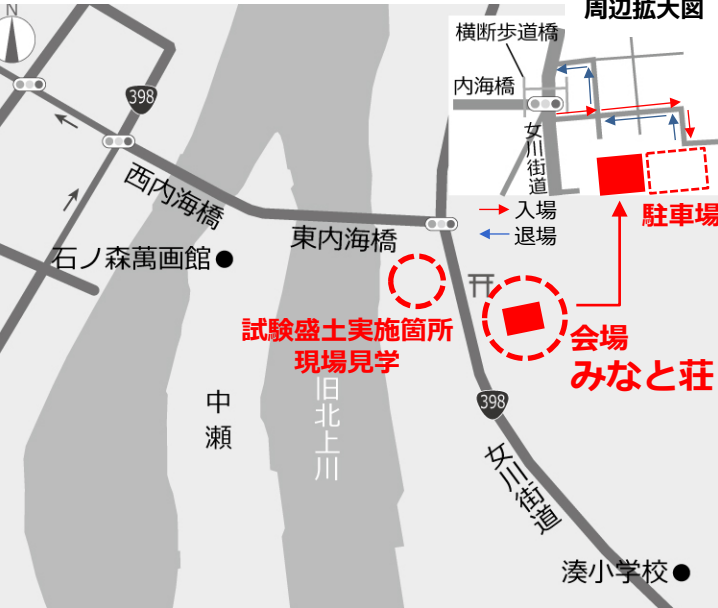 周辺拡大図
N
横断歩道橋
内海橋
女川街道
入場
退場
駐車場
398
西内海橋
東内海橋
石ノ森萬画館
試験盛土実施箇所
現場見学
会場
みなと荘
中瀬
旧北上川
398
女川街道
湊小学校